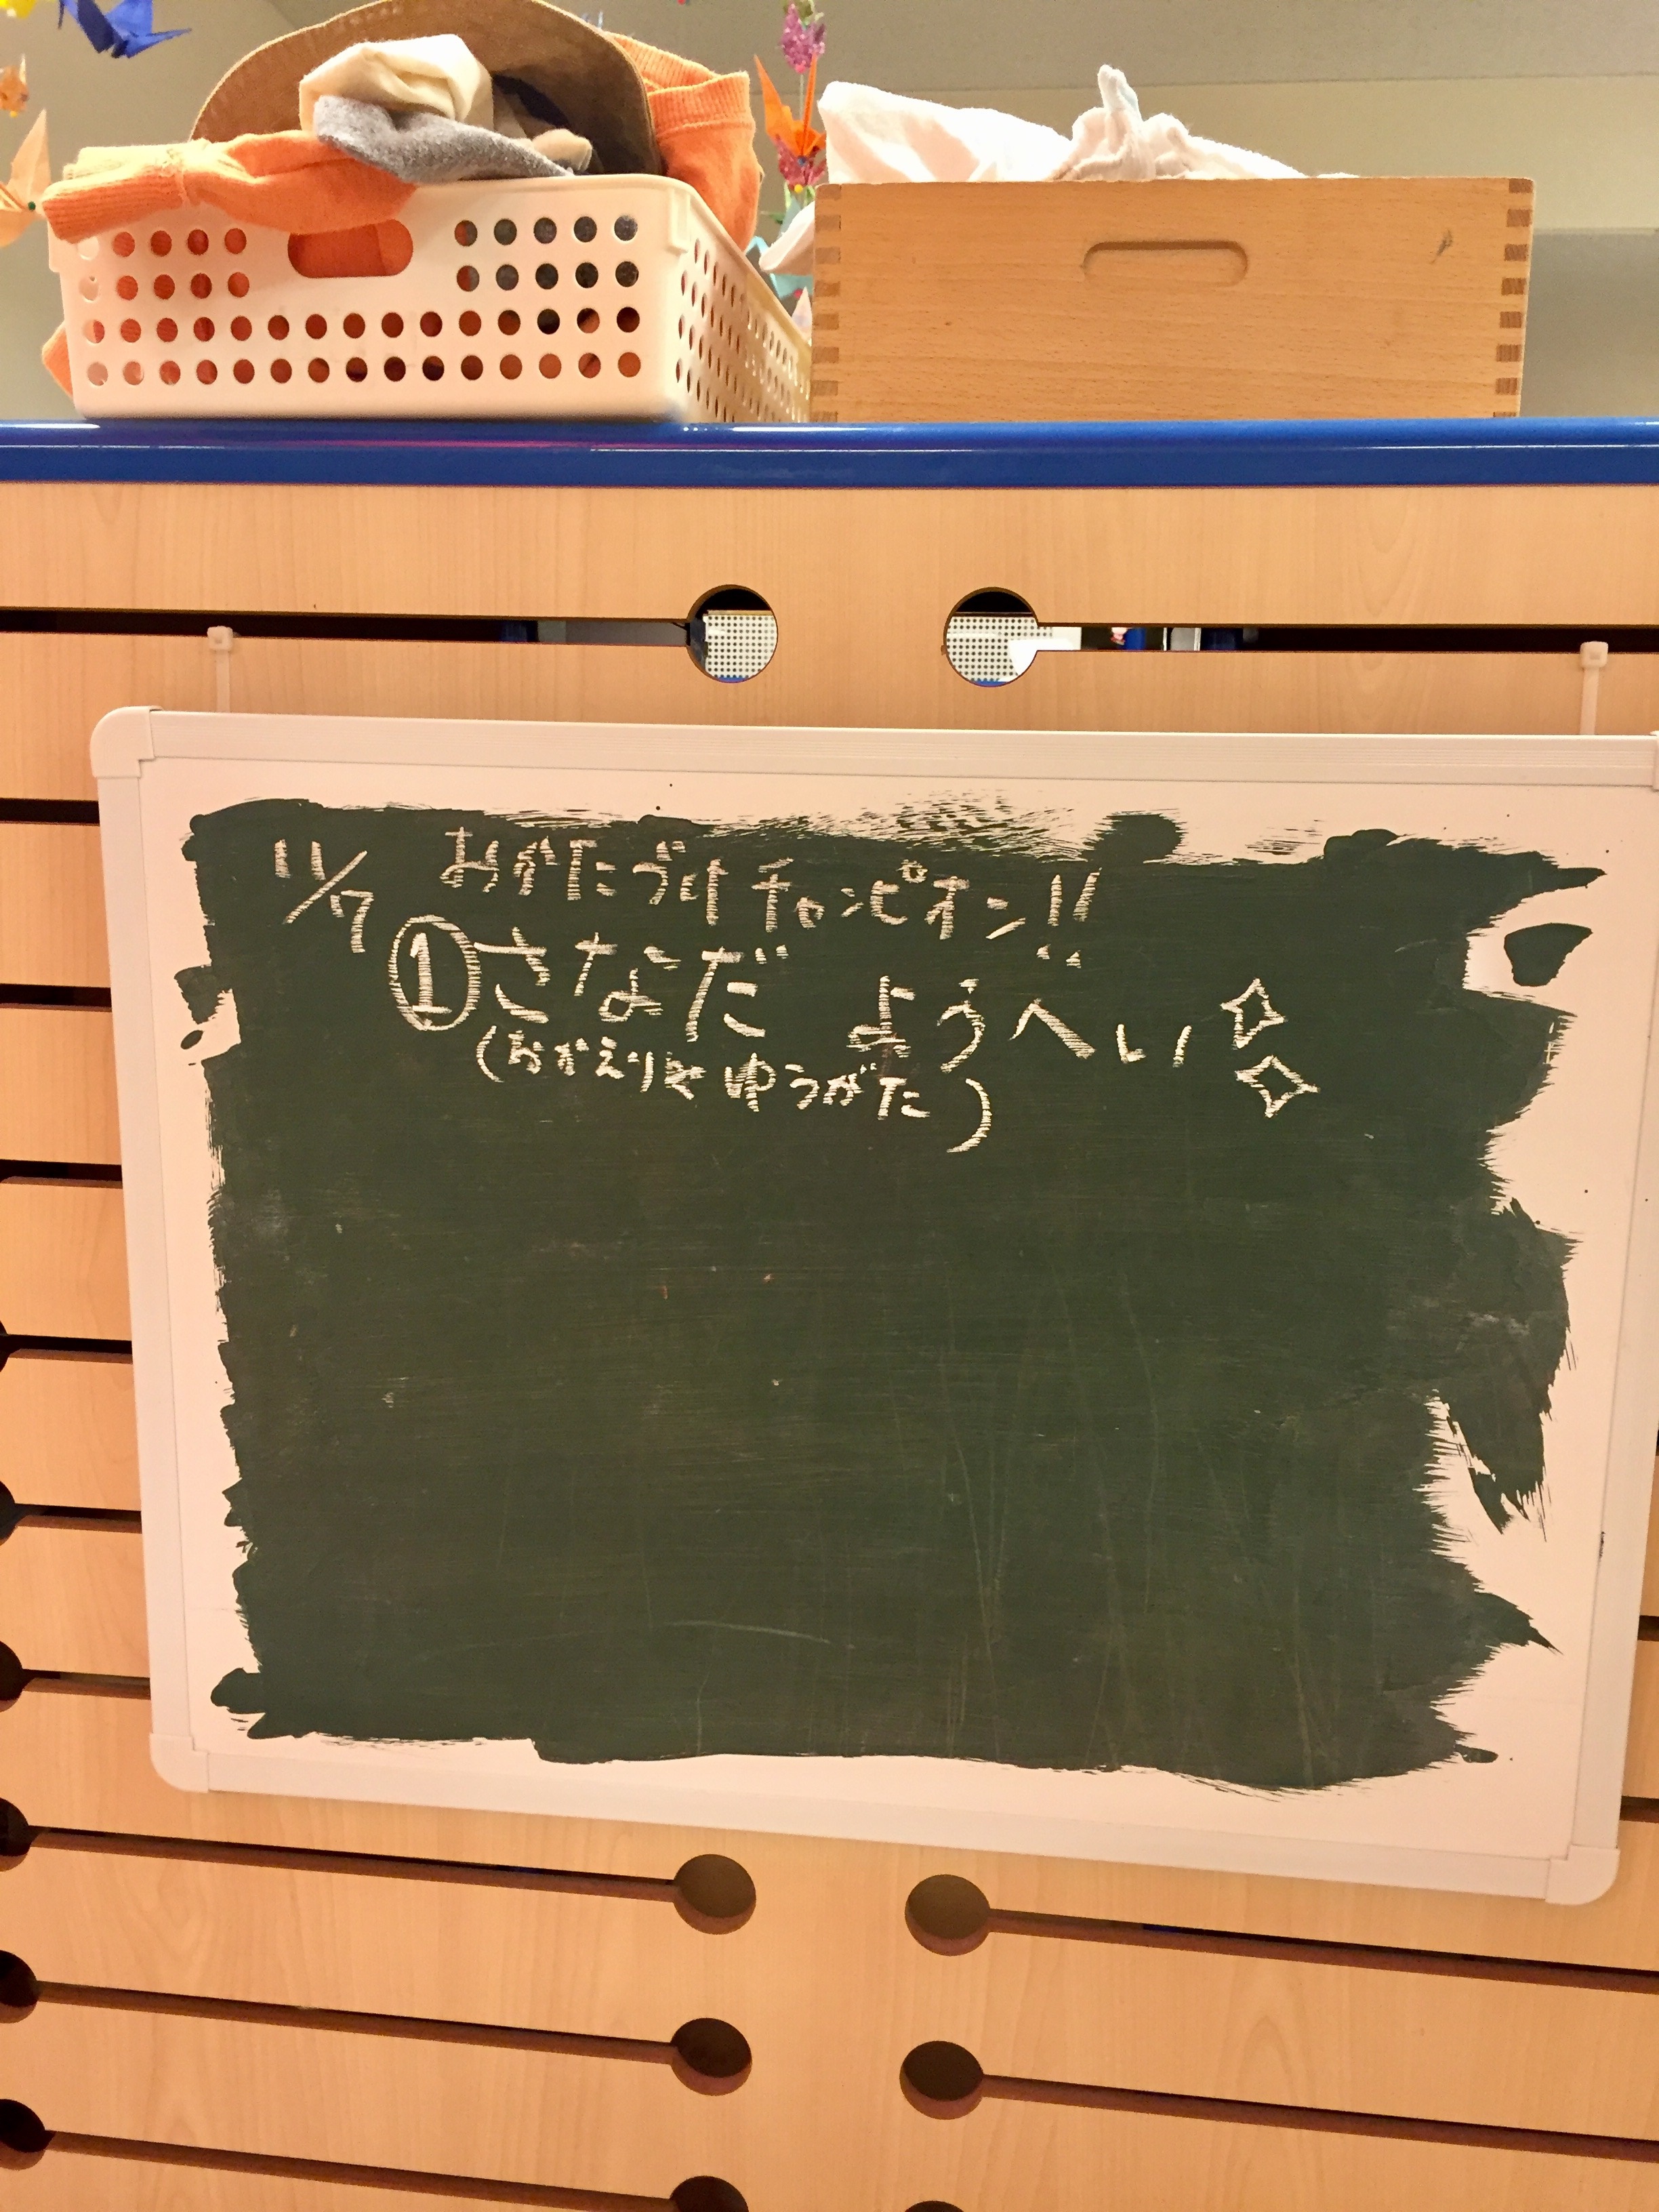 11/7 おかたづけチャンピオン!!
①さなだ ようへい
(おかえりやゆうがた)